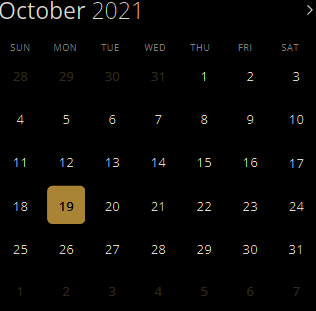 October 2021
SUN MON TUE WED THU FRI SAT
28 29 30 31 1 2 3
4 5 6 7 8 9 10
11 12 13 14 15 16 17
18 19 20 21 22 23 24
25 26 27 28 29 30 31
1 2 3 4 5 6 7